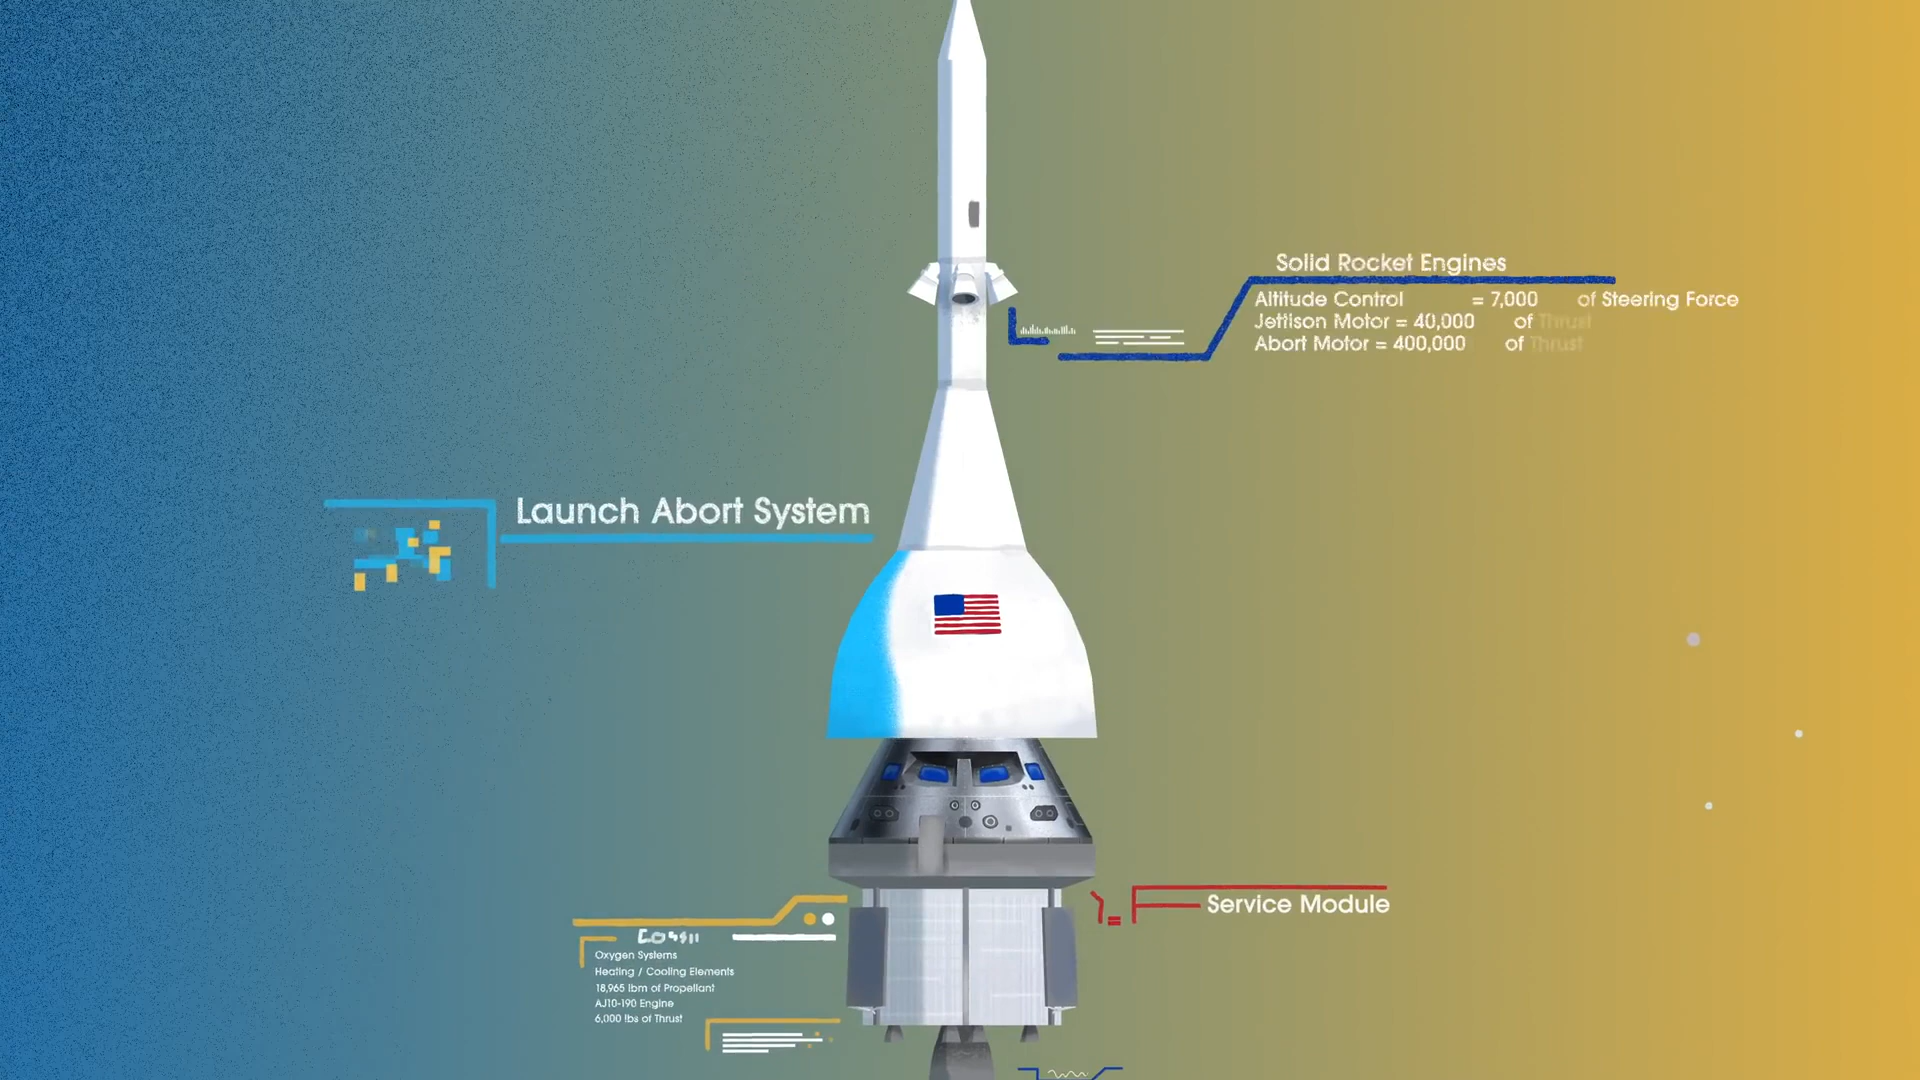 Solid Rocket Engines
Altitude Control = 7,000 of Steering Force
Jettison Motor = 40,000 of Thrust
Abort Motor = 400,000 of Thrust
Launch Abort System
Service Module
Oxygen Systems
Heating / Cooling Elements
18,965 lbm of Propellant
AJ10-190 Engine
6,000 lbs of Thrust